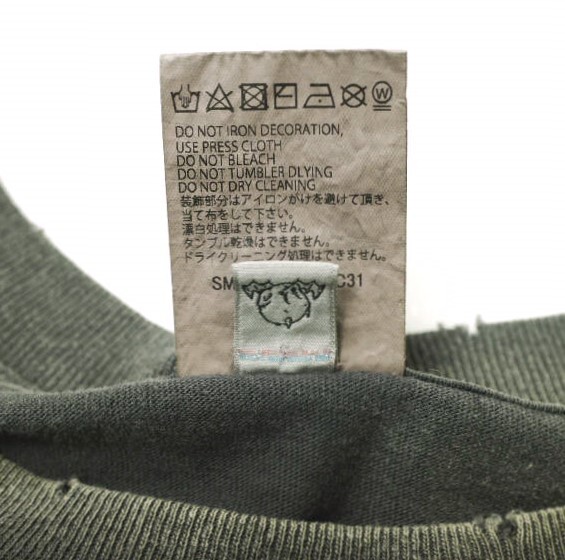 DO NOT IRON DECORATION,
USE PRESS CLOTH
DO NOT BLEACH
DO NOT TUMBLER DLYING
DO NOT DRY CLEANING
装飾部分はアイロンがけを避けて頂き、
当て布をして下さい。
漂白処理はできません。
タンブル乾燥はできません。
ドライクリーニング処理はできません。
SM C31